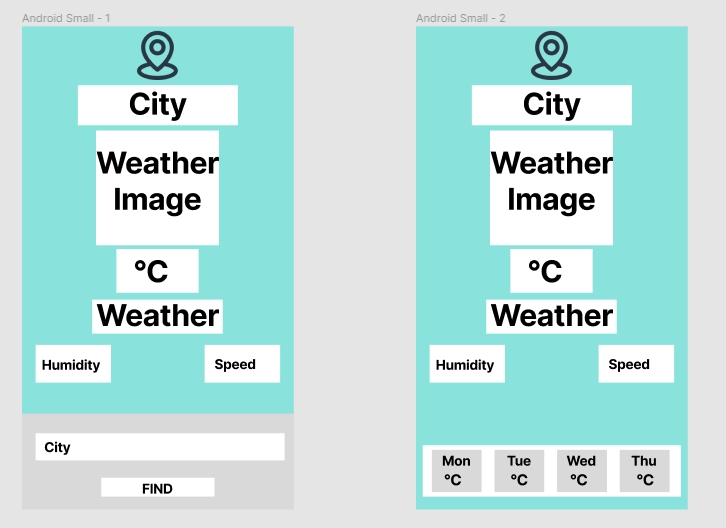 Android Small - 1
City
Weather
Image
°C
Weather
Humidity
Speed
City
FIND
Android Small - 2
City
Weather
Image
°C
Weather
Humidity
Speed
Mon
°C
Tue
°C
Wed
°C
Thu
°C